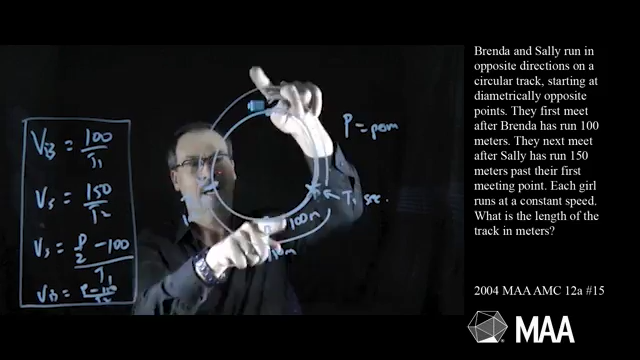 V_B = 100/T_1
V_S = 150/T_2
V_S = (P/2 - 100)/T_1
P = perim
100m
T_1 sec.
Brenda and Sally run in
opposite directions on a
circular track, starting at
diametrically opposite
points. They first meet
after Brenda has run 100
meters. They next meet
after Sally has run 150
meters past their first
meeting point. Each girl
runs at a constant speed.
What is the length of the
track in meters?
2004 MAA AMC 12a #15
MAA